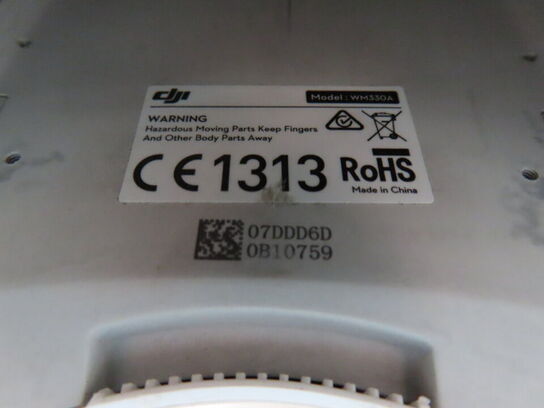 dji
Model : WM330A
WARNING
Hazardous Moving Parts Keep Fingers
And Other Body Parts Away
CE1313 RoHS
Made in China
07DDD6D
0B10759